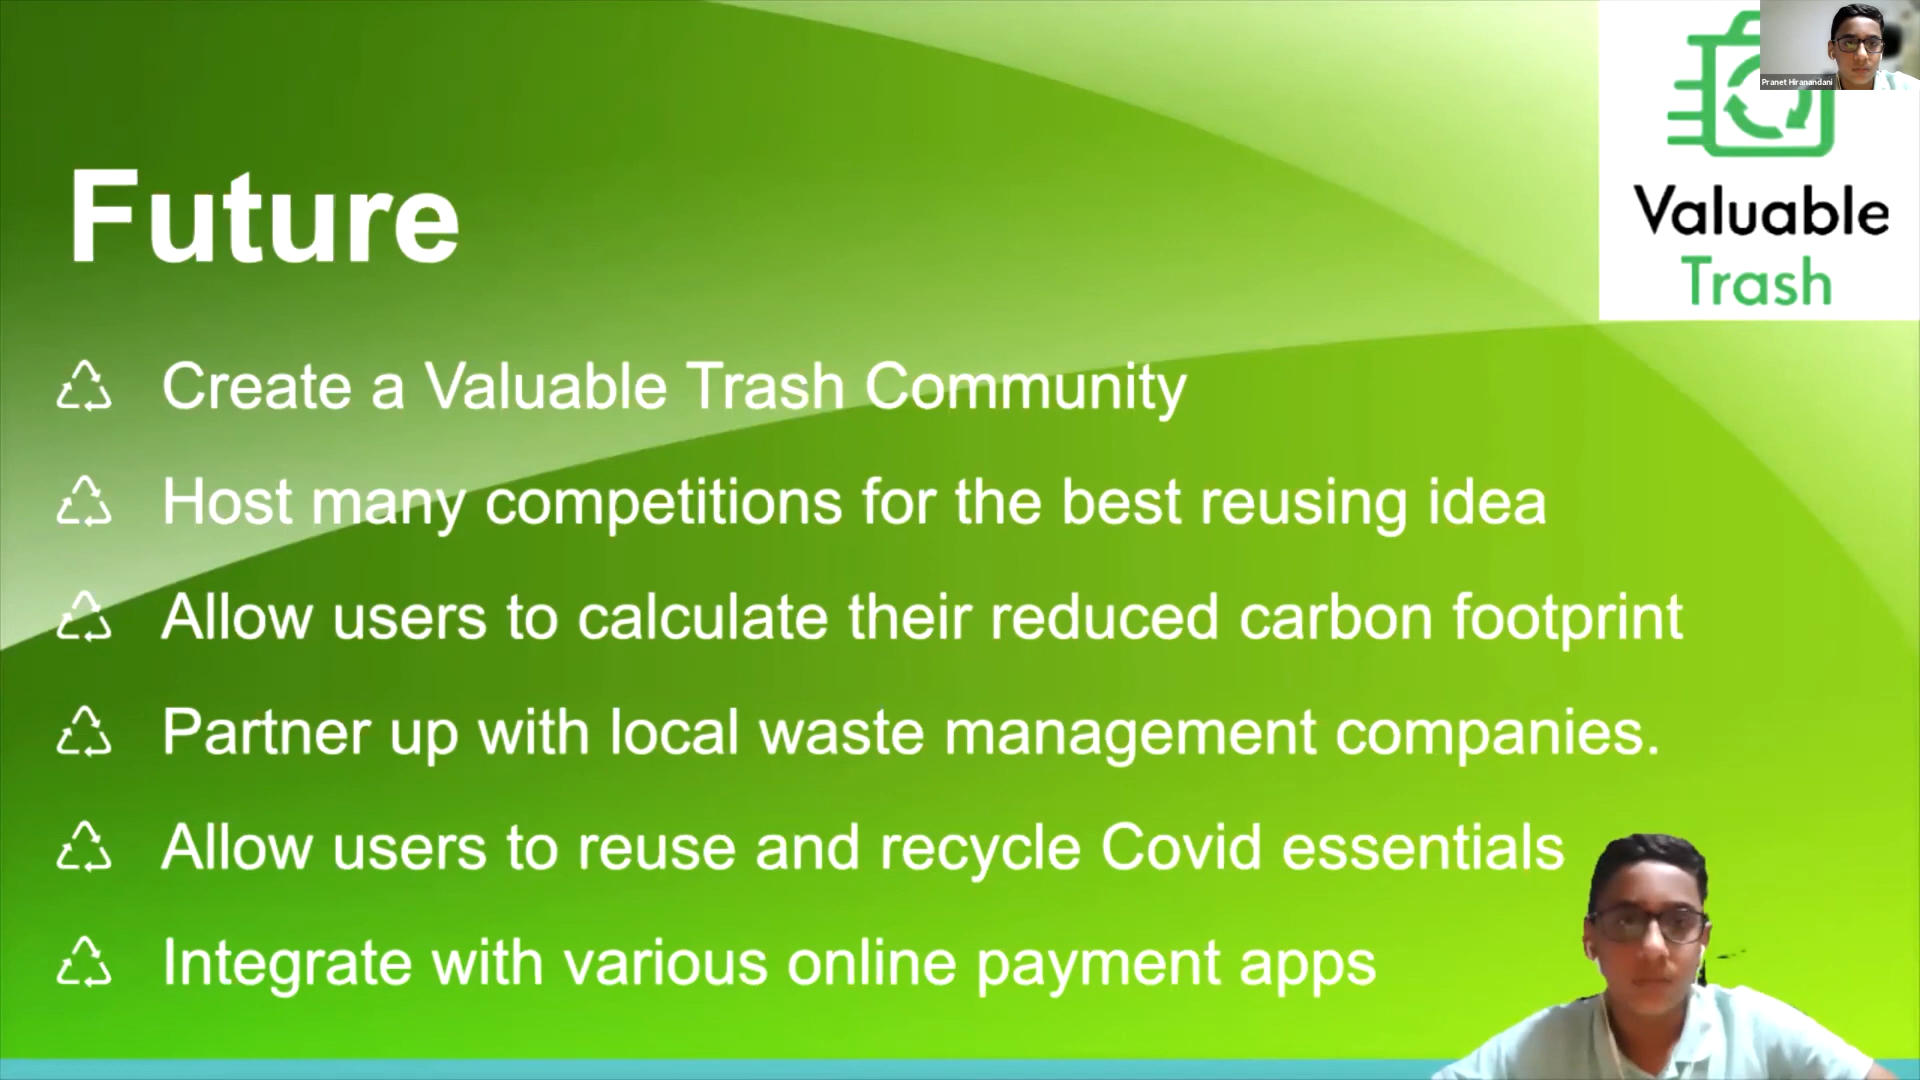 Pranet Hiranandani
Valuable
Trash
Future
Create a Valuable Trash Community
Host many competitions for the best reusing idea
Allow users to calculate their reduced carbon footprint
Partner up with local waste management companies.
Allow users to reuse and recycle Covid essentials
Integrate with various online payment apps